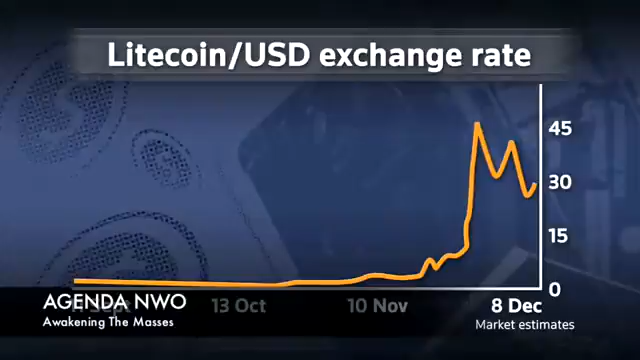 Litecoin/USD exchange rate
45
30
15
0
Sept
13 Oct
10 Nov
8 Dec
Market estimates
AGENDA NWO
Awakening The Masses